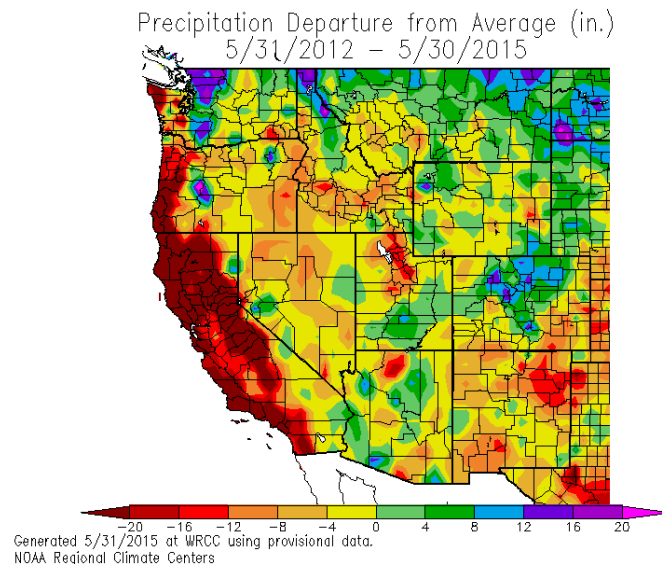 Precipitation Departure from Average (in.)
5/31/2012 – 5/30/2015
-20 -16 -12 -8 -4 0 4 8 12 16 20
Generated 5/31/2015 at WRCC using provisional data.
NOAA Regional Climate Centers